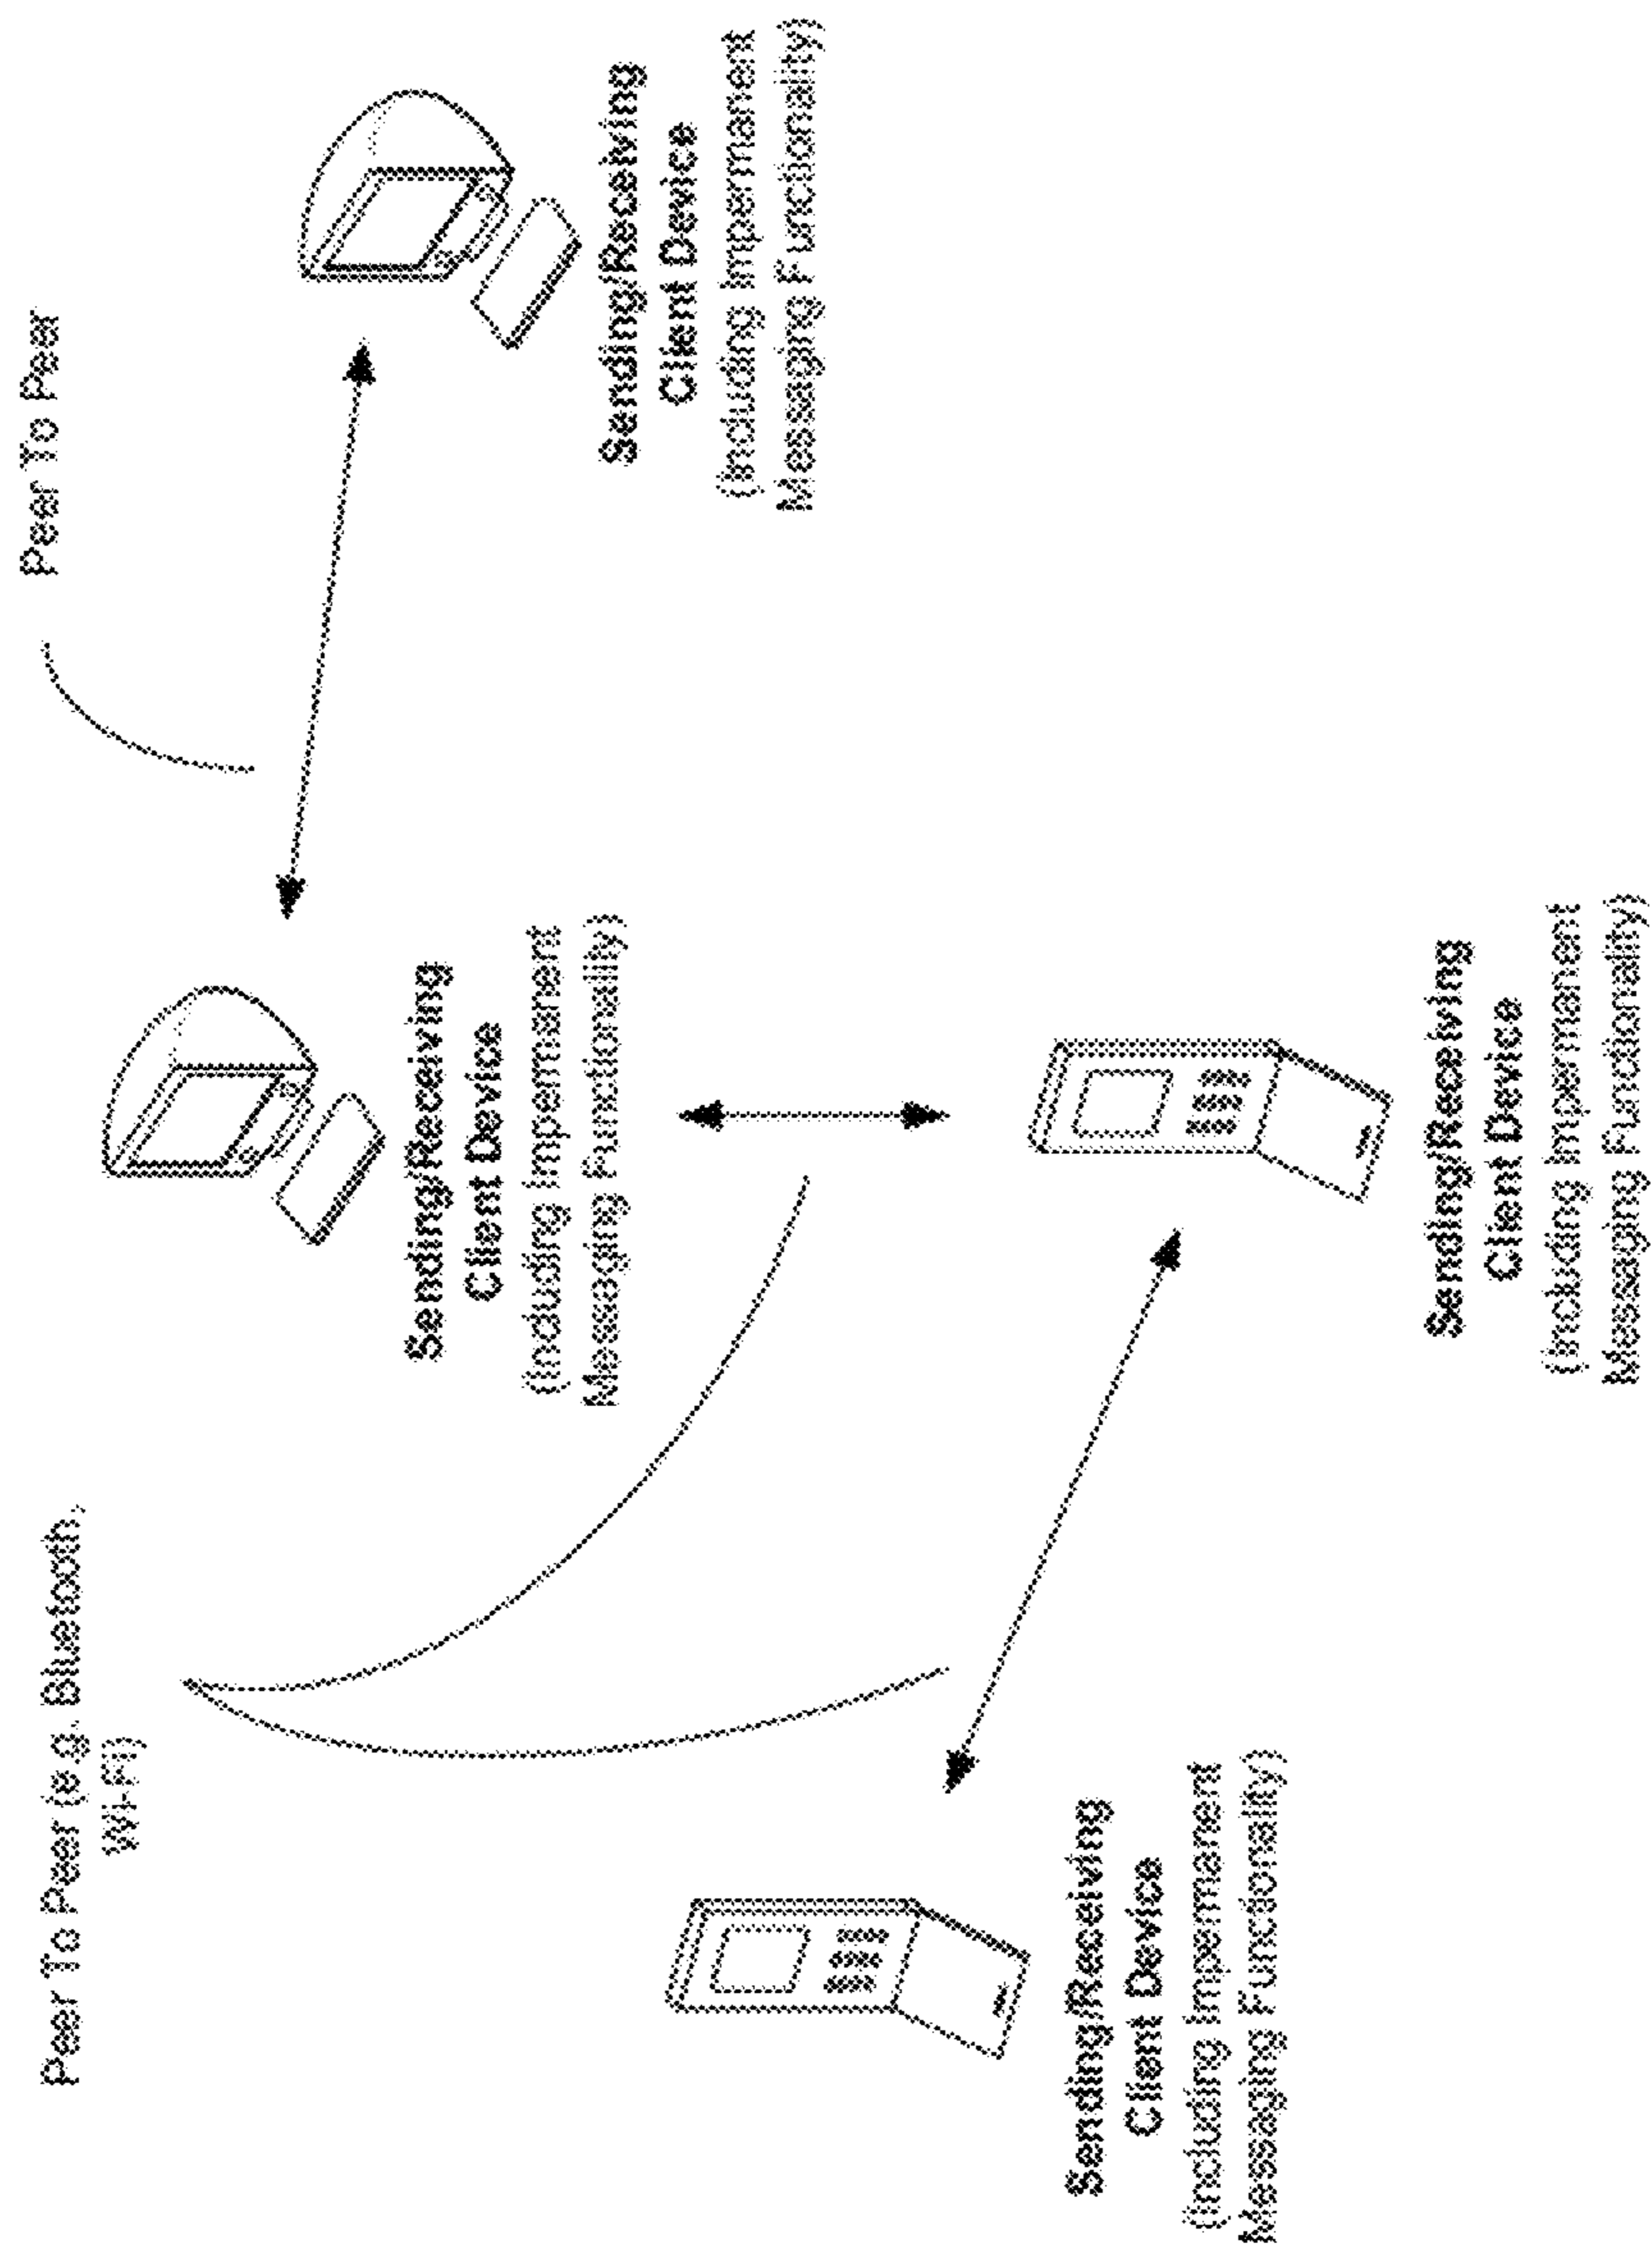 Peer To Peer (e.g. Bluetooth,
Wi-Fi)
Peer To Peer
Sending/Receiving
Client Device
(Including Impermanent
Messaging Functionality)
Sending/Receiving
Client Device
(Including Impermanent
Messaging Functionality)
Sending/Receiving
Client Device
(Including Impermanent
Messaging Functionality)
Sending/Receiving
Client Device
(Including Impermanent
Messaging Functionality)